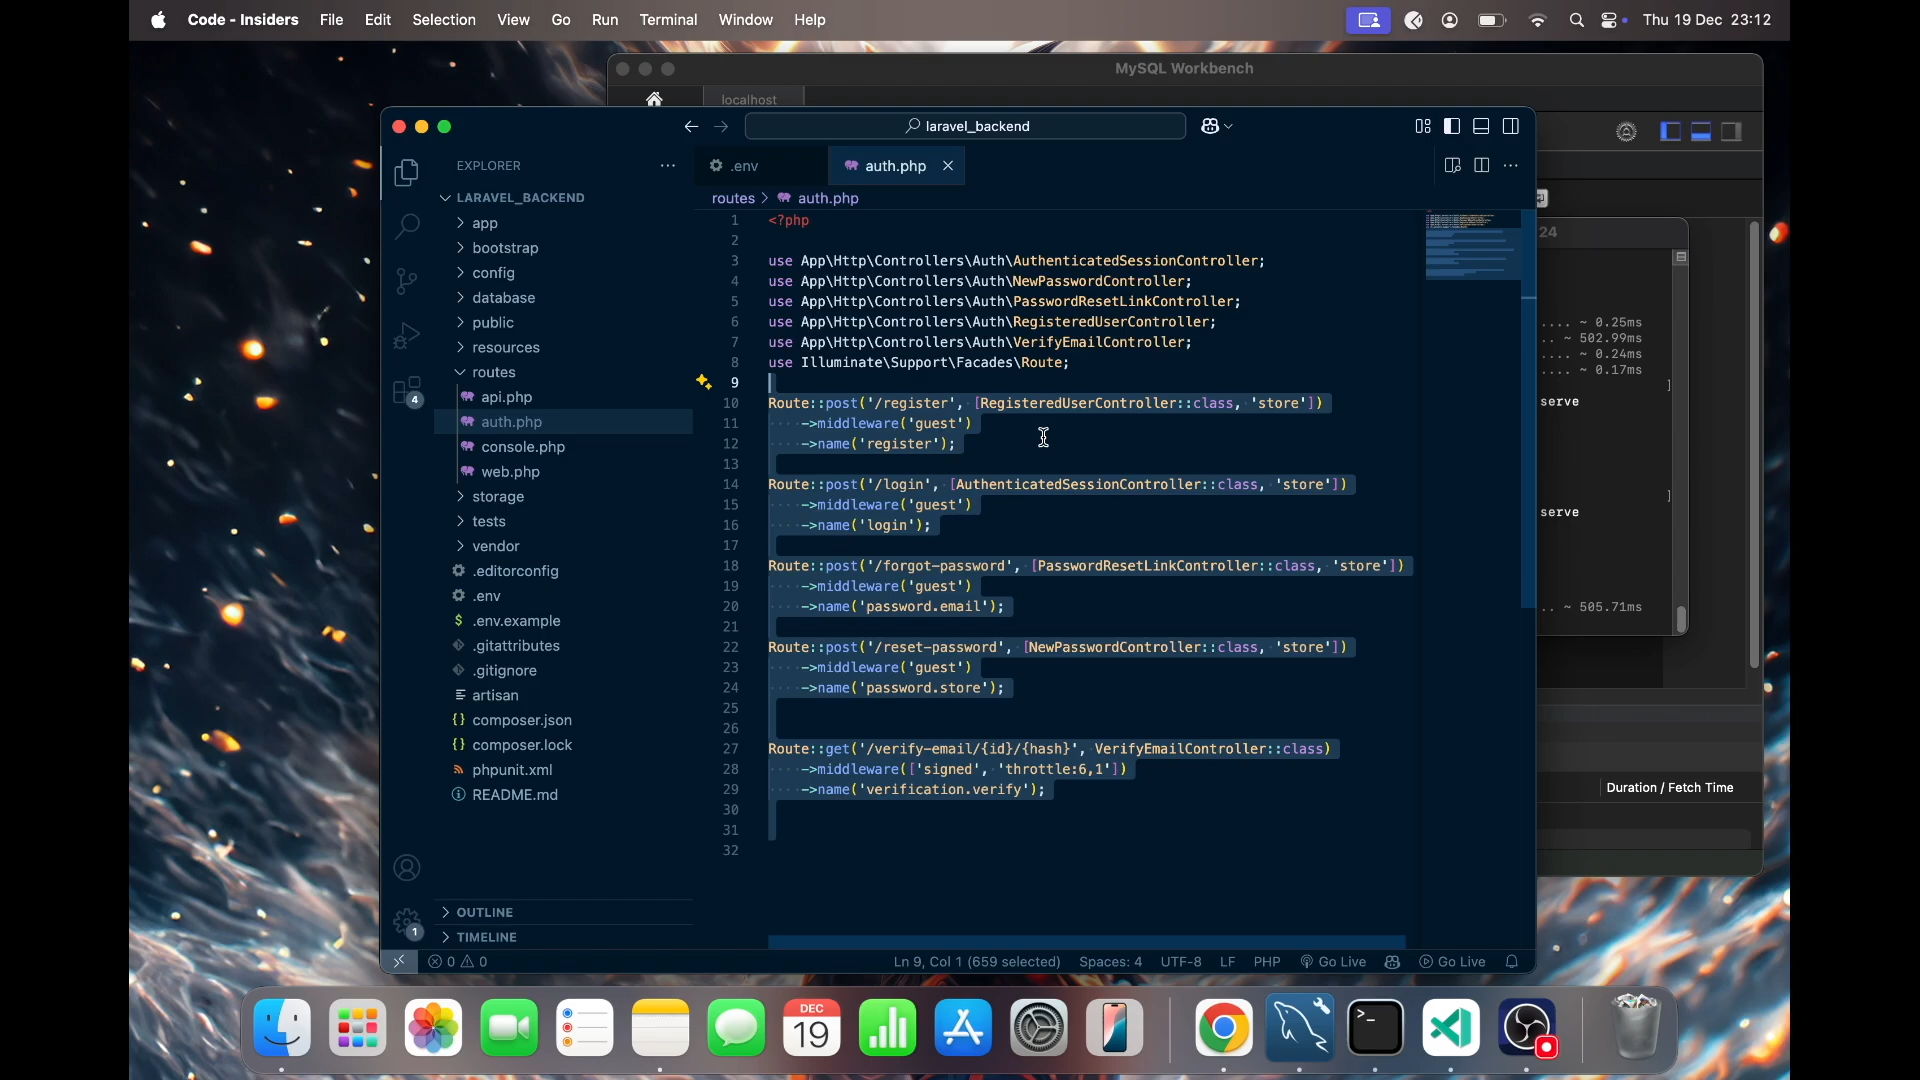 Code - Insiders File Edit Selection View Go Run Terminal Window Help Thu 19 Dec 23:12
MySQL Workbench
localhost
laravel_backend
EXPLORER
.env
auth.php
LARAVEL_BACKEND
routes > auth.php
app
bootstrap
config
database
public
resources
routes
api.php
auth.php
console.php
web.php
storage
tests
vendor
.editorconfig
.env
$ .env.example
.gitattributes
.gitignore
artisan
{} composer.json
{} composer.lock
phpunit.xml
README.md
4
1
OUTLINE
TIMELINE
1 <?php
2
3 use App\Http\Controllers\Auth\AuthenticatedSessionController;
4 use App\Http\Controllers\Auth\NewPasswordController;
5 use App\Http\Controllers\Auth\PasswordResetLinkController;
6 use App\Http\Controllers\Auth\RegisteredUserController;
7 use App\Http\Controllers\Auth\VerifyEmailController;
8 use Illuminate\Support\Facades\Route;
9
10 Route::post('/register', [RegisteredUserController::class, 'store'])
11 ->middleware('guest')
12 ->name('register');
13
14 Route::post('/login', [AuthenticatedSessionController::class, 'store'])
15 ->middleware('guest')
16 ->name('login');
17
18 Route::post('/forgot-password', [PasswordResetLinkController::class, 'store'])
19 ->middleware('guest')
20 ->name('password.email');
21
22 Route::post('/reset-password', [NewPasswordController::class, 'store'])
23 ->middleware('guest')
24 ->name('password.store');
25
26
27 Route::get('/verify-email/{id}/{hash}', VerifyEmailController::class)
28 ->middleware(['signed', 'throttle:6,1'])
29 ->name('verification.verify');
30
31
32
24
.... ~ 0.25ms
.. ~ 502.99ms
.... ~ 0.24ms
.... ~ 0.17ms
]
serve
]
serve
.. ~ 505.71ms
Duration / Fetch Time
0 0 Ln 9, Col 1 (659 selected) Spaces: 4 UTF-8 LF PHP Go Live Go Live
DEC
19